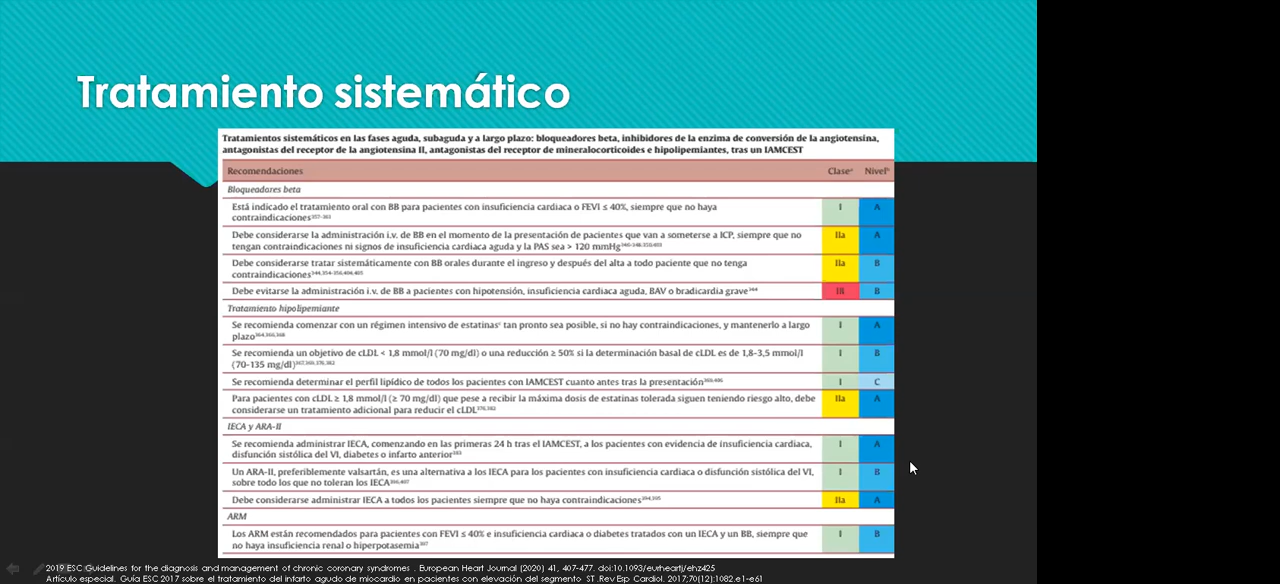 Tratamiento sistemático
Tratamientos sistemáticos en las fases aguda, subaguda y a largo plazo: bloqueadores beta, inhibidores de la enzima de conversión de la angiotensina,
antagonistas del receptor de la angiotensina II, antagonistas del receptor de mineralocorticoides e hipolipemiantes, tras un IAMCEST
Recomendaciones Claseᵃ Nivelᵇ
Bloqueadores beta
Está indicado el tratamiento oral con BB para pacientes con insuficiencia cardiaca o FEVI ≤ 40%, siempre que no haya
contraindicaciones I A
Debe considerarse la administración i.v. de BB en el momento de la presentación de pacientes que van a someterse a ICP, siempre que no
tengan contraindicaciones ni signos de insuficiencia cardiaca aguda y la PAS sea > 120 mmHg IIa A
Debe considerarse tratar sistemáticamente con BB orales durante el ingreso y después del alta a todo paciente que no tenga
contraindicaciones IIa B
Debe evitarse la administración i.v. de BB a pacientes con hipotensión, insuficiencia cardiaca aguda, BAV o bradicardia grave III B
Tratamiento hipolipemiante
Se recomienda comenzar con un régimen intensivo de estatinasᶜ tan pronto sea posible, si no hay contraindicaciones, y mantenerlo a largo
plazo I A
Se recomienda un objetivo de cLDL < 1,8 mmol/l (70 mg/dl) o una reducción ≥ 50% si la determinación basal de cLDL es de 1,8-3,5 mmol/l
(70-135 mg/dl) I B
Se recomienda determinar el perfil lipídico de todos los pacientes con IAMCEST cuanto antes tras la presentación I C
Para pacientes con cLDL ≥ 1,8 mmol/l (≥ 70 mg/dl) que pese a recibir la máxima dosis de estatinas tolerada siguen teniendo riesgo alto, debe
considerarse un tratamiento adicional para reducir el cLDL IIa A
IECA y ARA-II
Se recomienda administrar IECA, comenzando en las primeras 24 h tras el IAMCEST, a los pacientes con evidencia de insuficiencia cardiaca,
disfunción sistólica del VI, diabetes o infarto anterior I A
Un ARA-II, preferiblemente valsartán, es una alternativa a los IECA para los pacientes con insuficiencia cardiaca o disfunción sistólica del VI,
sobre todo los que no toleran los IECA I B
Debe considerarse administrar IECA a todos los pacientes siempre que no haya contraindicaciones IIa A
ARM
Los ARM están recomendados para pacientes con FEVI ≤ 40% e insuficiencia cardiaca o diabetes tratados con un IECA y un BB, siempre que
no haya insuficiencia renal o hiperpotasemia I B
2019 ESC Guidelines for the diagnosis and management of chronic coronary syndromes . European Heart Journal (2020) 41, 407-477. doi:10.1093/eurheartj/ehz425
Artículo especial. Guía ESC 2017 sobre el tratamiento del infarto agudo de miocardio en pacientes con elevación del segmento ST .Rev Esp Cardiol. 2017;70(12):1082.e1-e61